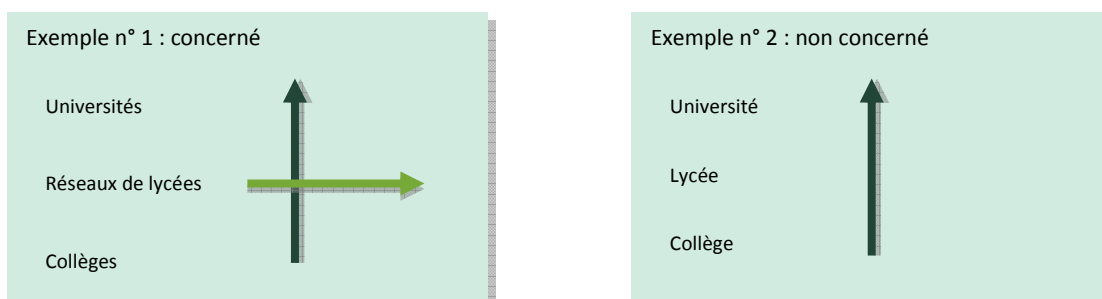 Exemple n° 1 : concerné
Universités
Réseaux de lycées
Collèges
Exemple n° 2 : non concerné
Université
Lycée
Collège